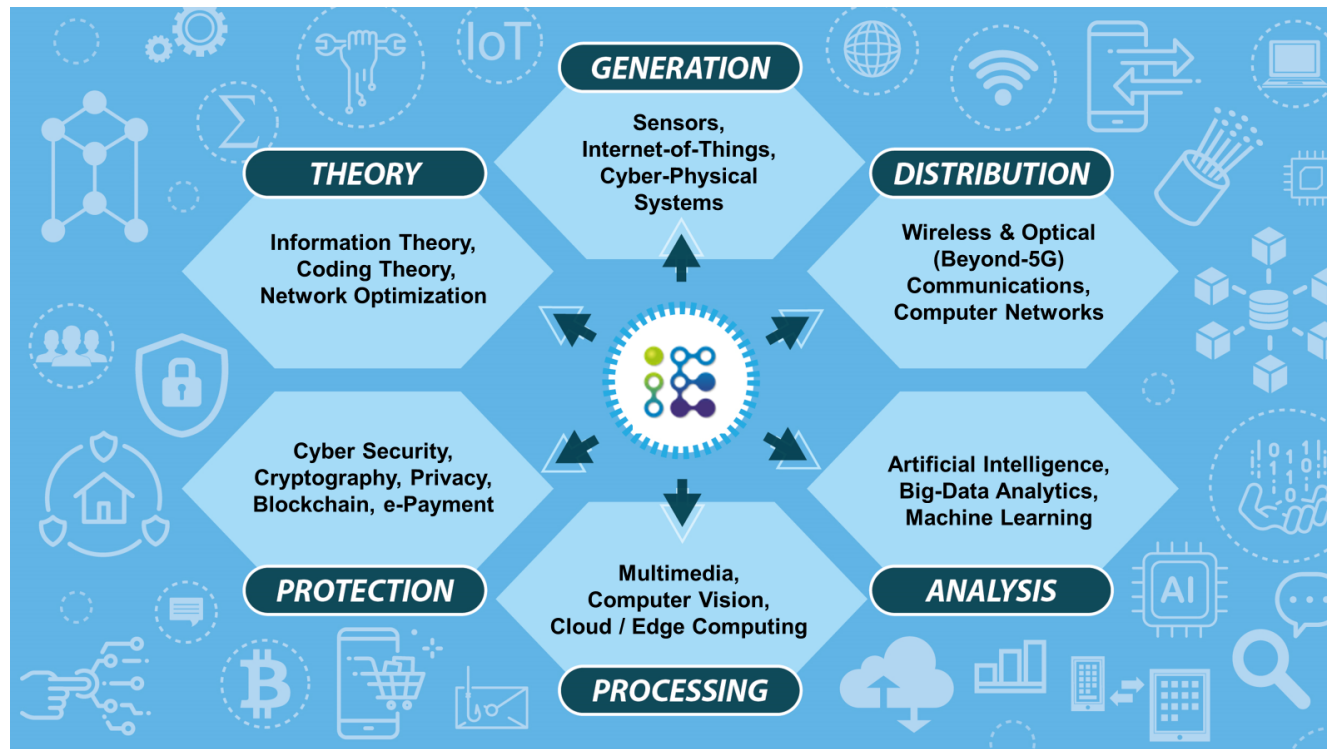 IoT
GENERATION
Sensors,
Internet-of-Things,
Cyber-Physical
Systems
THEORY
Information Theory,
Coding Theory,
Network Optimization
DISTRIBUTION
Wireless & Optical
(Beyond-5G)
Communications,
Computer Networks
Σ
Cyber Security,
Cryptography, Privacy,
Blockchain, e-Payment
PROTECTION
Artificial Intelligence,
Big-Data Analytics,
Machine Learning
ANALYSIS
Multimedia,
Computer Vision,
Cloud / Edge Computing
PROCESSING
AI